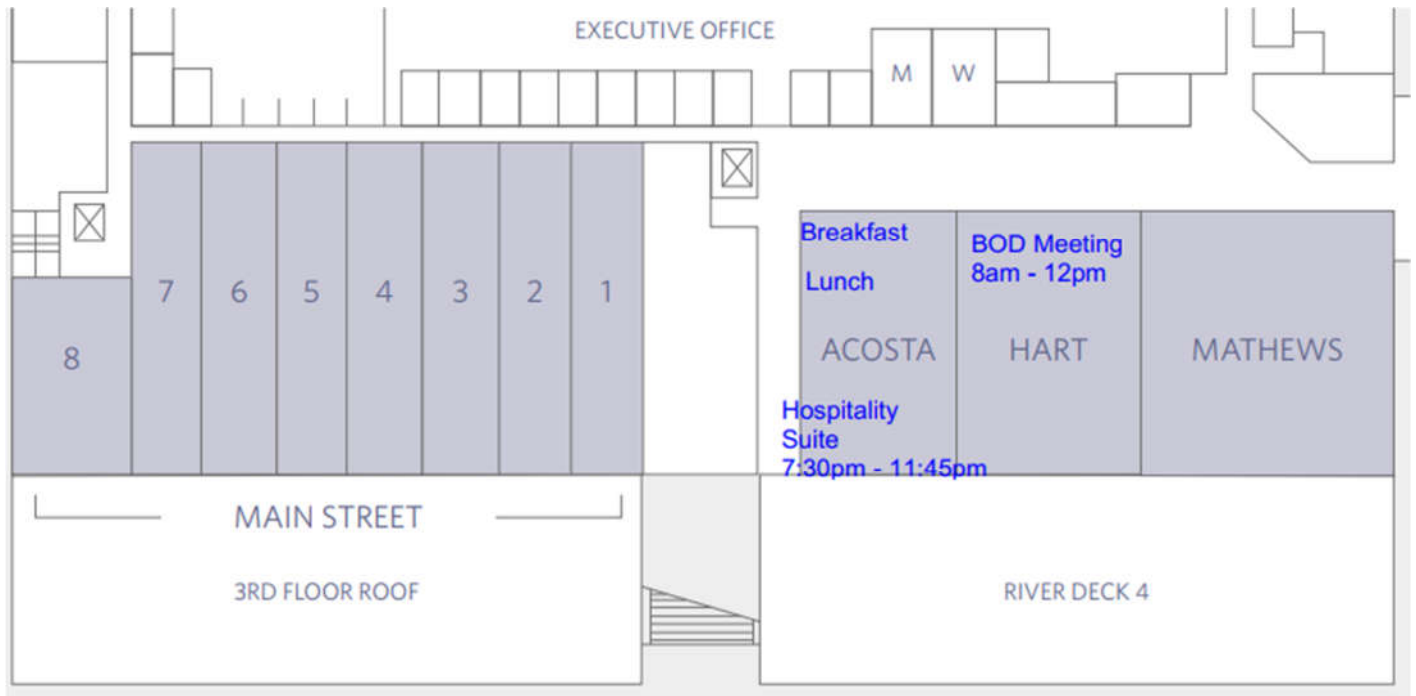 EXECUTIVE OFFICE
M W
Breakfast
BOD Meeting
8am - 12pm
Lunch
7 6 5 4 3 2 1
8
ACOSTA HART MATHEWS
Hospitality
Suite
7:30pm - 11:45pm
MAIN STREET
3RD FLOOR ROOF
RIVER DECK 4